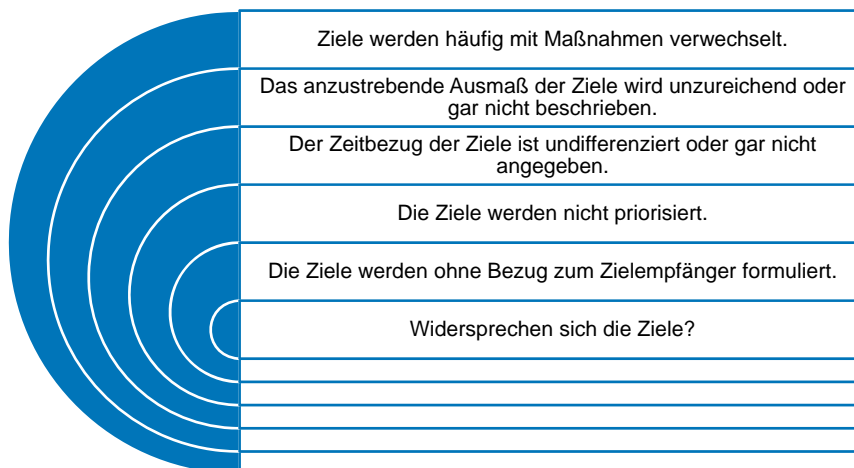 Ziele werden häufig mit Maßnahmen verwechselt.
Das anzustrebende Ausmaß der Ziele wird unzureichend oder
gar nicht beschrieben.
Der Zeitbezug der Ziele ist undifferenziert oder gar nicht
angegeben.
Die Ziele werden nicht priorisiert.
Die Ziele werden ohne Bezug zum Zielempfänger formuliert.
Widersprechen sich die Ziele?